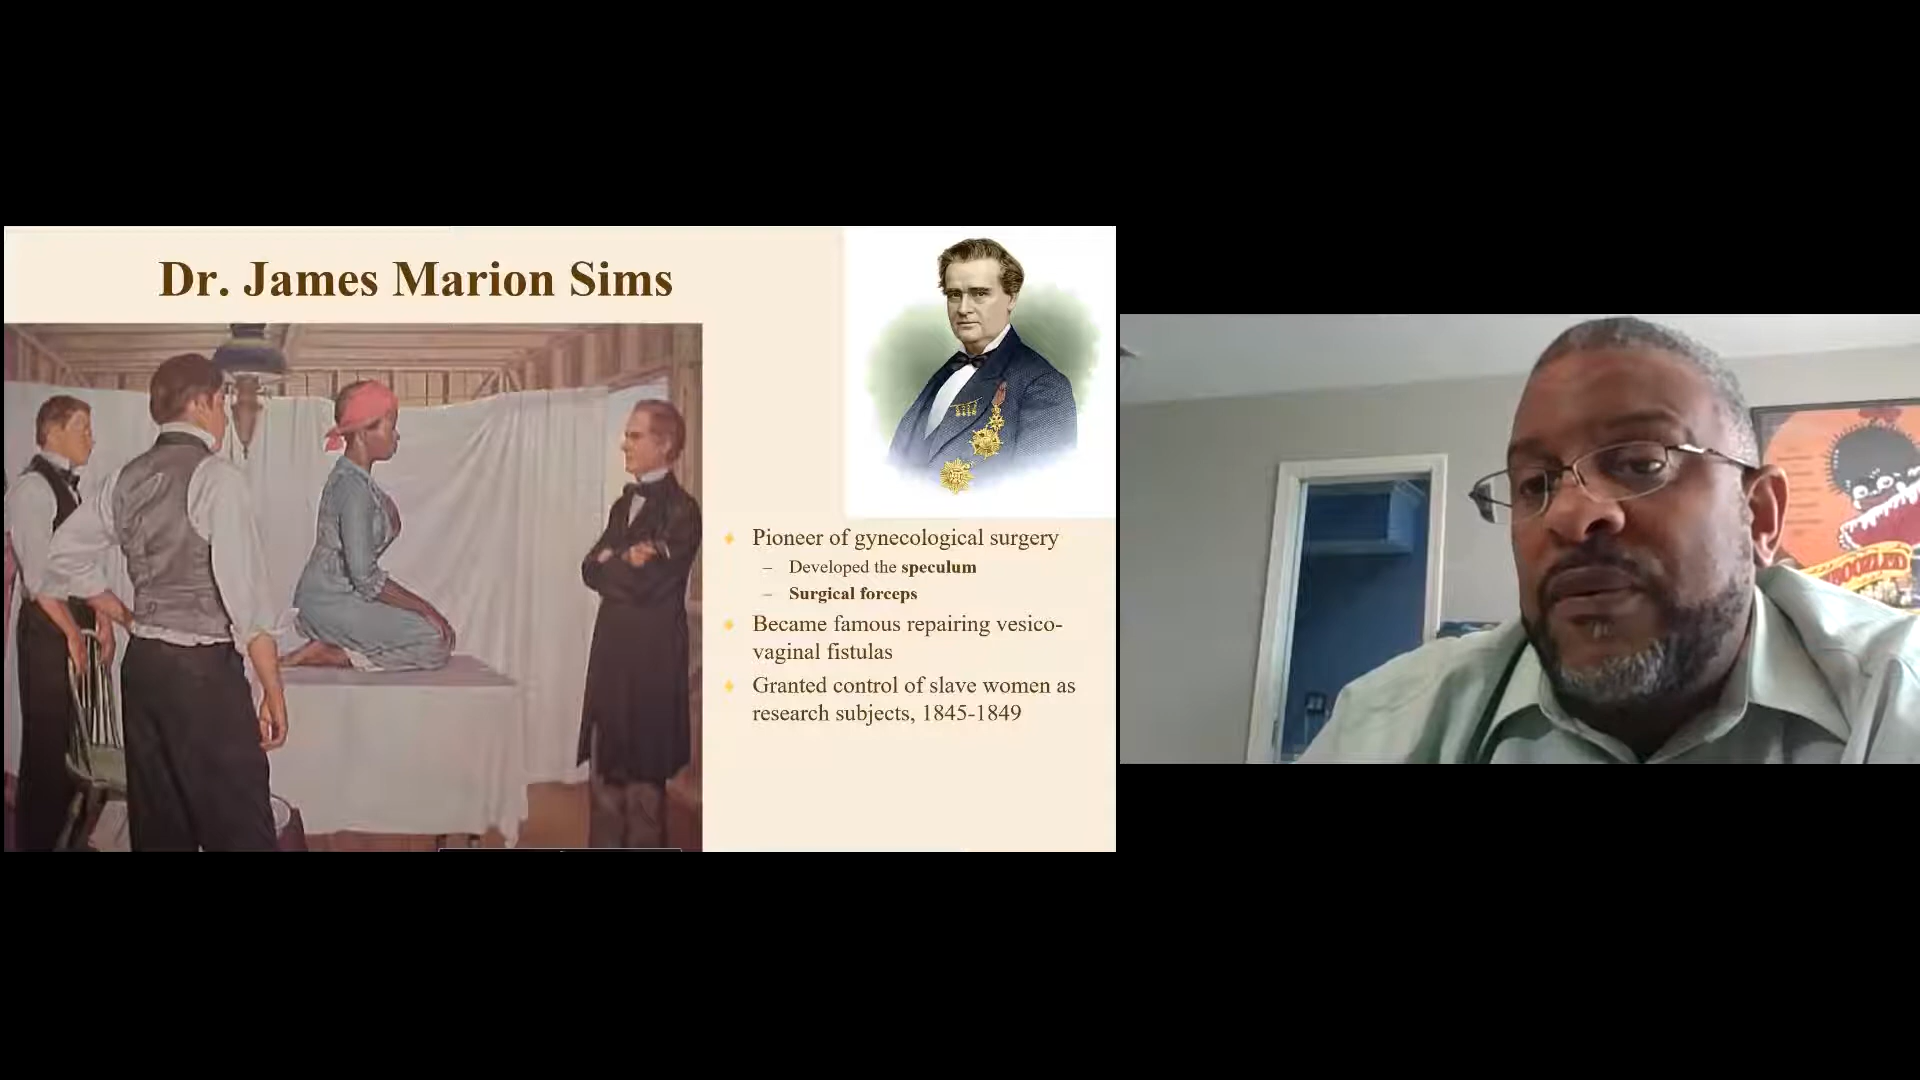 Dr. James Marion Sims
Pioneer of gynecological surgery
– Developed the speculum
– Surgical forceps
Became famous repairing vesico-
vaginal fistulas
Granted control of slave women as
research subjects, 1845-1849